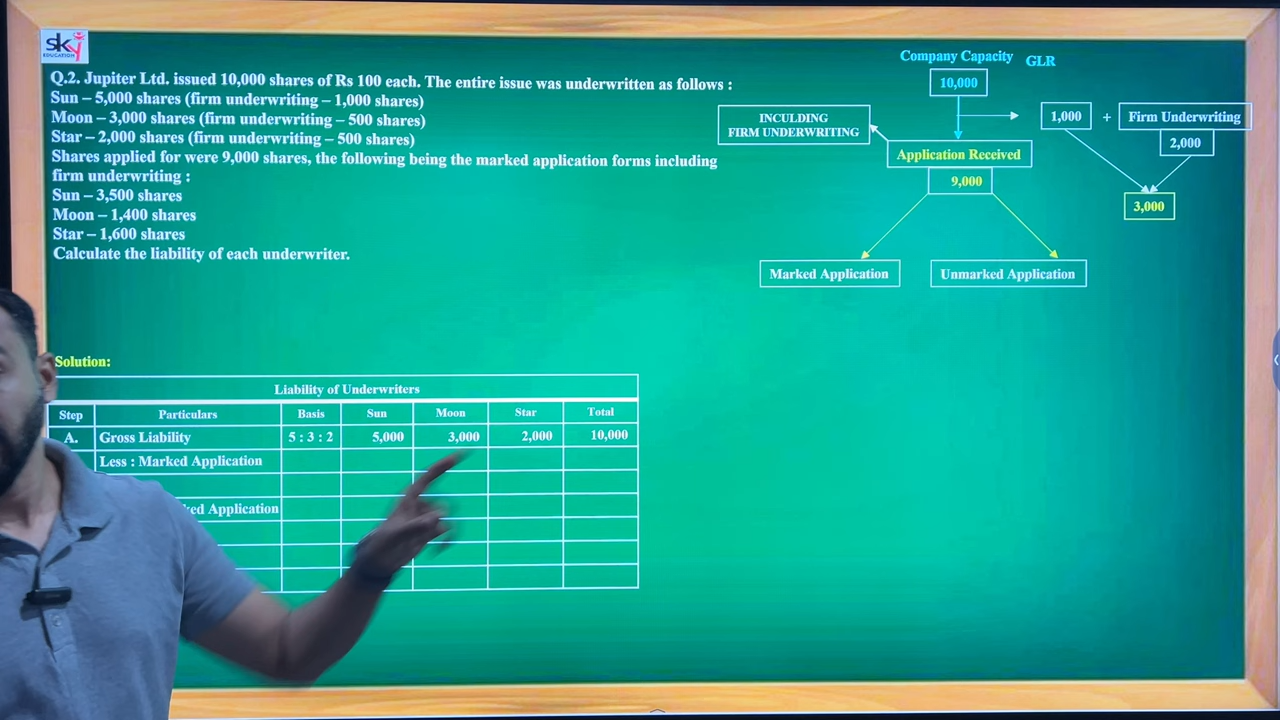 sky
EDUCATION
Q.2. Jupiter Ltd. issued 10,000 shares of Rs 100 each. The entire issue was underwritten as follows :
Sun – 5,000 shares (firm underwriting – 1,000 shares)
Moon – 3,000 shares (firm underwriting – 500 shares)
Star – 2,000 shares (firm underwriting – 500 shares)
Shares applied for were 9,000 shares, the following being the marked application forms including
firm underwriting :
Sun – 3,500 shares
Moon – 1,400 shares
Star – 1,600 shares
Calculate the liability of each underwriter.
Company Capacity
GLR
10,000
INCULDING
FIRM UNDERWRITING
1,000 + Firm Underwriting
2,000
Application Received
9,000
3,000
Marked Application
Unmarked Application
Solution:
Liability of Underwriters
Step Particulars Basis Sun Moon Star Total
A. Gross Liability 5 : 3 : 2 5,000 3,000 2,000 10,000
Less : Marked Application
ked Application